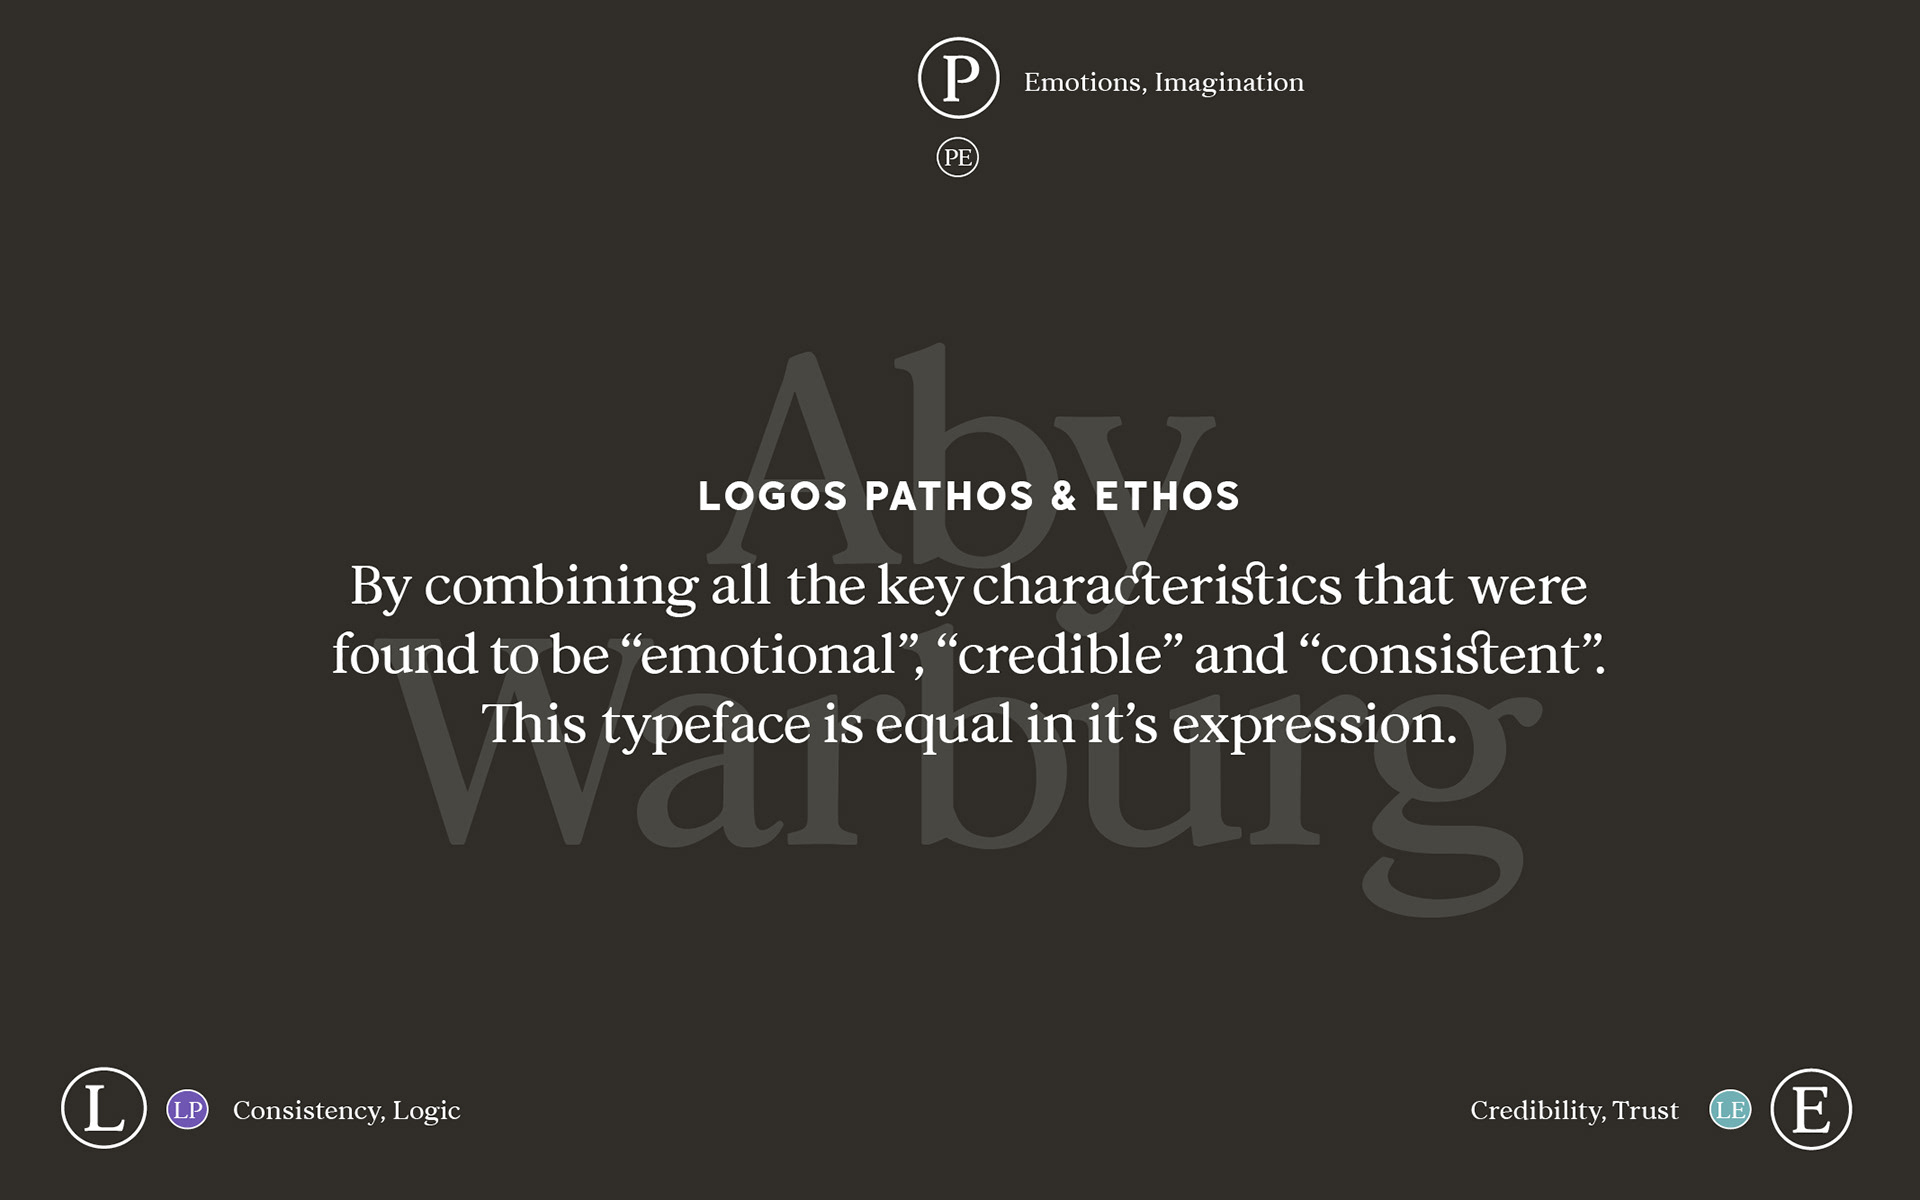 P Emotions, Imagination
PE
Aby
Warburg
LOGOS PATHOS & ETHOS
By combining all the key characteristics that were
found to be “emotional”, “credible” and “consistent”.
This typeface is equal in it’s expression.
L LP Consistency, Logic
Credibility, Trust LE E